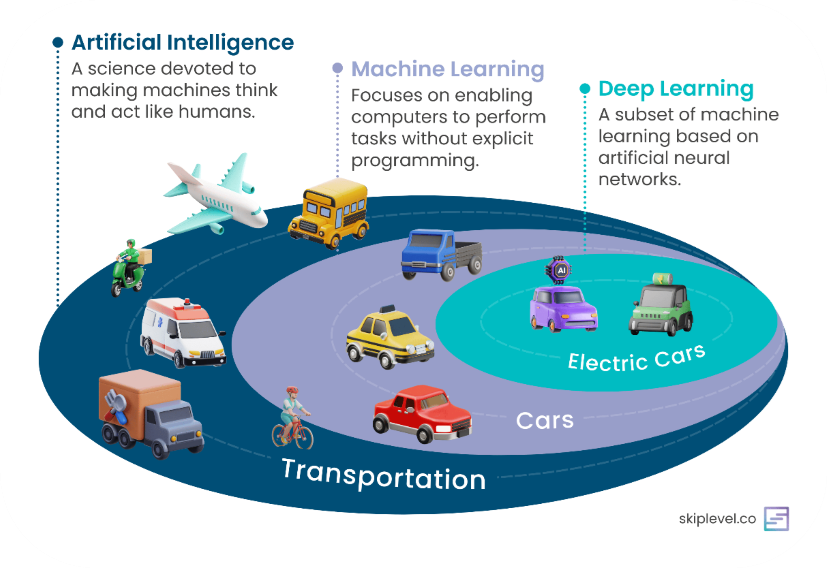 Artificial Intelligence
A science devoted to
making machines think
and act like humans.
Machine Learning
Focuses on enabling
computers to perform
tasks without explicit
programming.
Deep Learning
A subset of machine
learning based on
artificial neural
networks.
AI
Electric Cars
Cars
Transportation
skiplevel.co